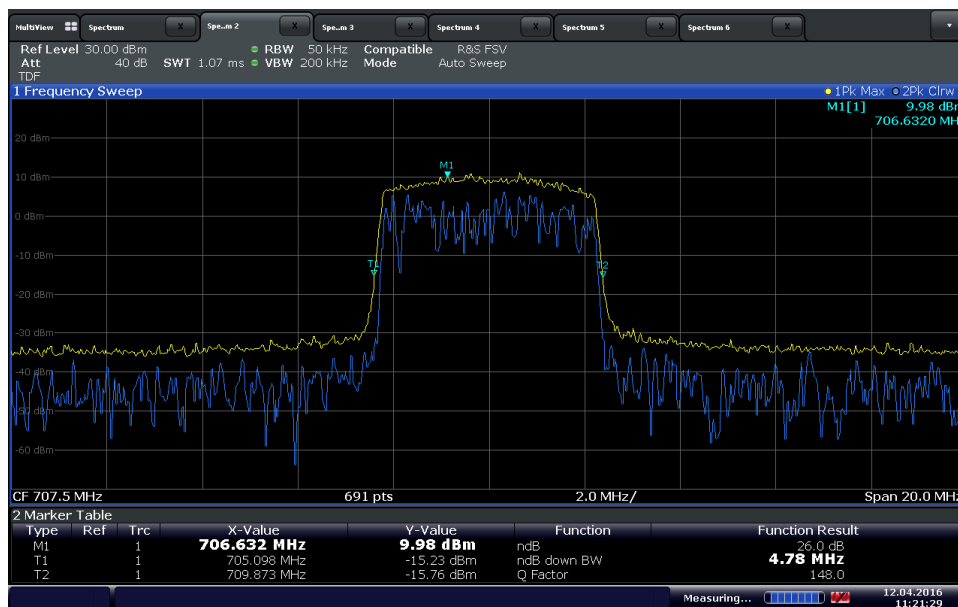 MultiView Spectrum X Spe...m 2 X Spe...m 3 X Spectrum 4 X Spectrum 5 X Spectrum 6 X
Ref Level 30.00 dBm RBW 50 kHz Compatible R&S FSV
Att 40 dB SWT 1.07 ms VBW 200 kHz Mode Auto Sweep
TDF
1 Frequency Sweep 1Pk Max 2Pk Clrw
M1[1] 9.98 dBm
706.6320 MH
20 dBm
M1
10 dBm
0 dBm
-10 dBm
T1 T2
-20 dBm
-30 dBm
-40 dBm
-50 dBm
-60 dBm
CF 707.5 MHz 691 pts 2.0 MHz/ Span 20.0 MHz
2 Marker Table
Type Ref Trc X-Value Y-Value Function Function Result
M1 1 706.632 MHz 9.98 dBm ndB 26.0 dB
T1 1 705.098 MHz -15.23 dBm ndB down BW 4.78 MHz
T2 1 709.873 MHz -15.76 dBm Q Factor 148.0
Measuring... 12.04.2016
11:21:29